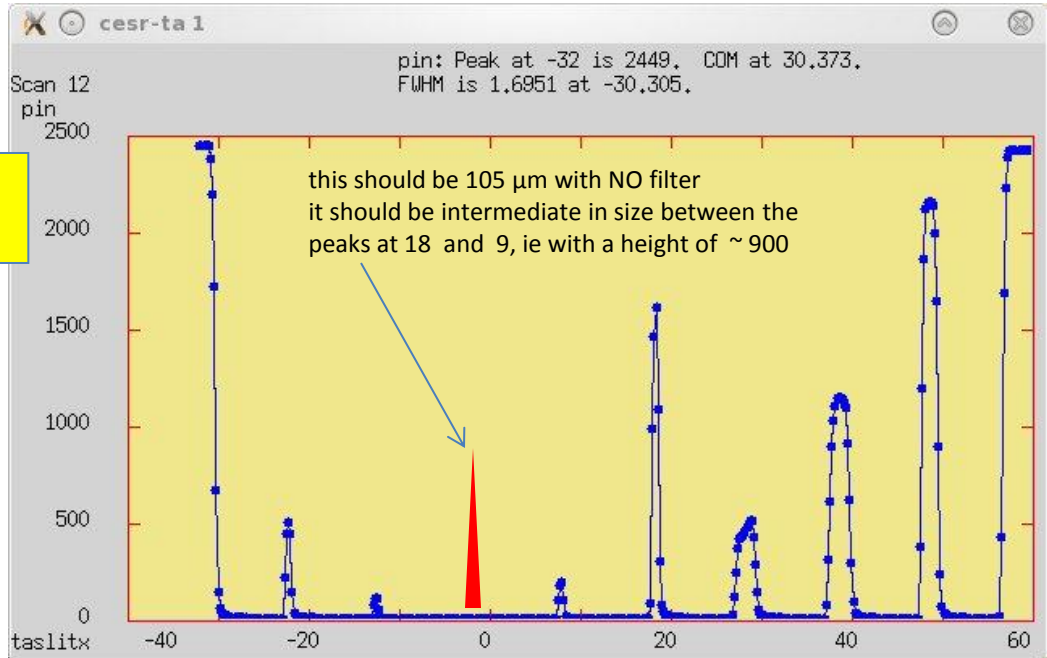 cesr-ta 1
pin: Peak at -32 is 2449. COM at 30.373.
FWHM is 1.6951 at -30.305.
Scan 12
pin
2500
2000
1500
1000
500
0
this should be 105 µm with NO filter
it should be intermediate in size between the
peaks at 18 and 9, ie with a height of ~ 900
taslitx -40 -20 0 20 40 60